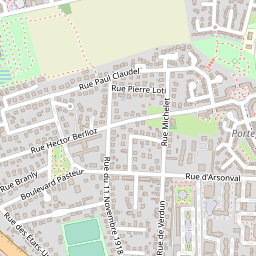 Rue Paul Claudel
Rue Pierre Loti
Rue Michelet
Porte
Rue Hector Berlioz
Rue Branly
Boulevard Pasteur
Rue d'Arsonval
Rue du 11 Novembre 1918
Rue de Verdun
Rue des États-U